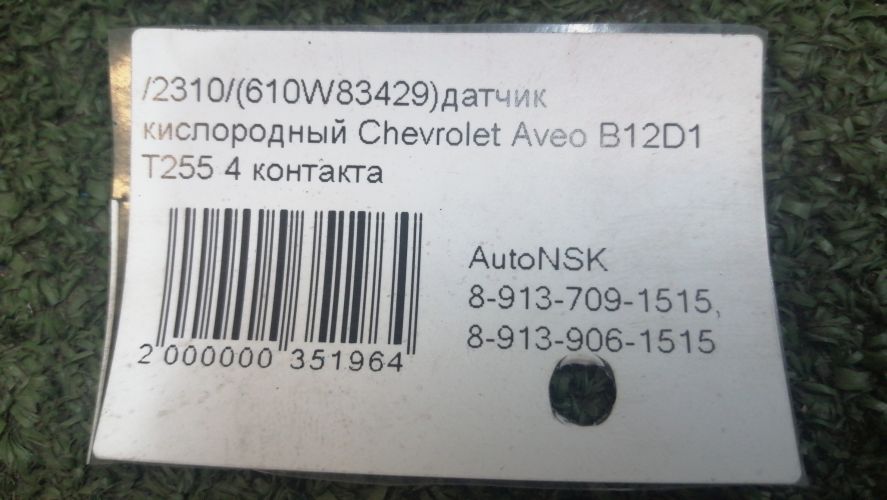 /2310/(610W83429)датчик
кислородный Chevrolet Aveo B12D1
T255 4 контакта
AutoNSK
8-913-709-1515,
8-913-906-1515
2 000000 351964